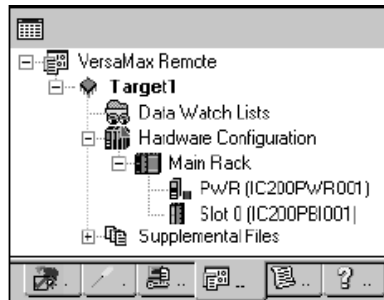 VersaMax Remote
Target1
Data Watch Lists
Hardware Configuration
Main Rack
PWR (IC200PWR001)
Slot 0 (IC200PBI001)
Supplemental Files